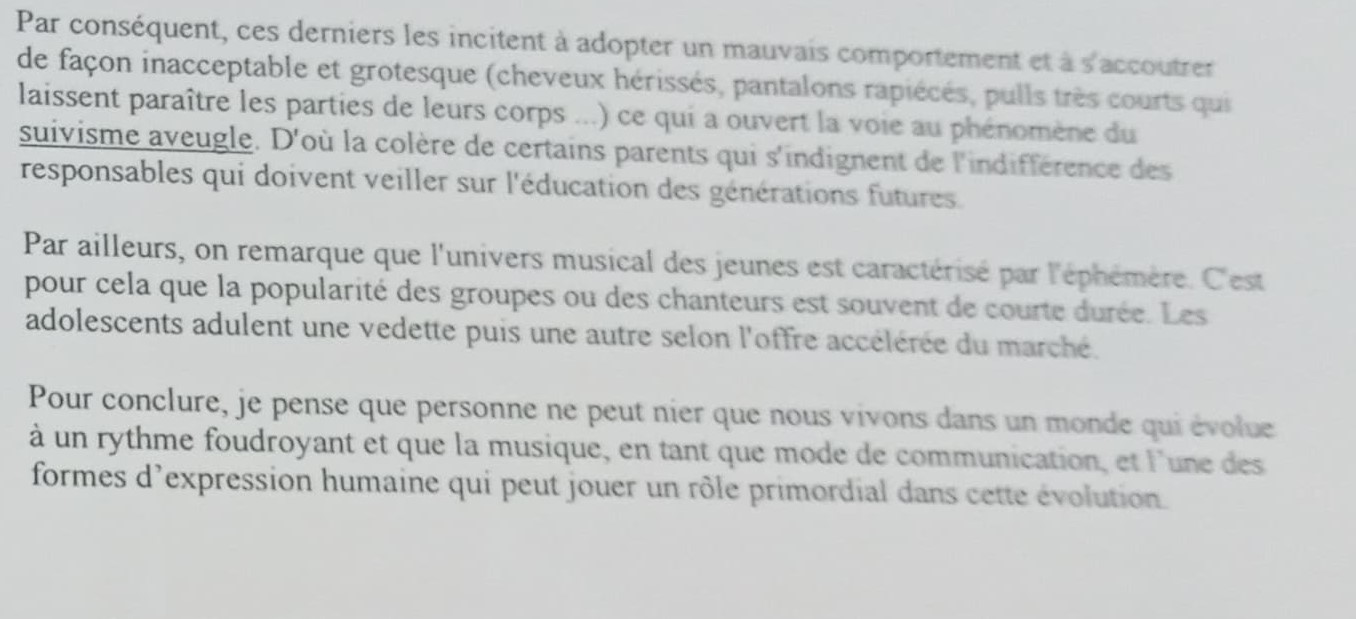 Par conséquent, ces derniers les incitent à adopter un mauvais comportement et à s'accoutrer
de façon inacceptable et grotesque (cheveux hérissés, pantalons rapiécés, pulls très courts qui
laissent paraître les parties de leurs corps ...) ce qui a ouvert la voie au phénomène du
suivisme aveugle. D'où la colère de certains parents qui s'indignent de l'indifférence des
responsables qui doivent veiller sur l'éducation des générations futures.
Par ailleurs, on remarque que l'univers musical des jeunes est caractérisé par l'éphémère. C'est
pour cela que la popularité des groupes ou des chanteurs est souvent de courte durée. Les
adolescents adulent une vedette puis une autre selon l'offre accélérée du marché.
Pour conclure, je pense que personne ne peut nier que nous vivons dans un monde qui évolue
à un rythme foudroyant et que la musique, en tant que mode de communication, et l'une des
formes d'expression humaine qui peut jouer un rôle primordial dans cette évolution.